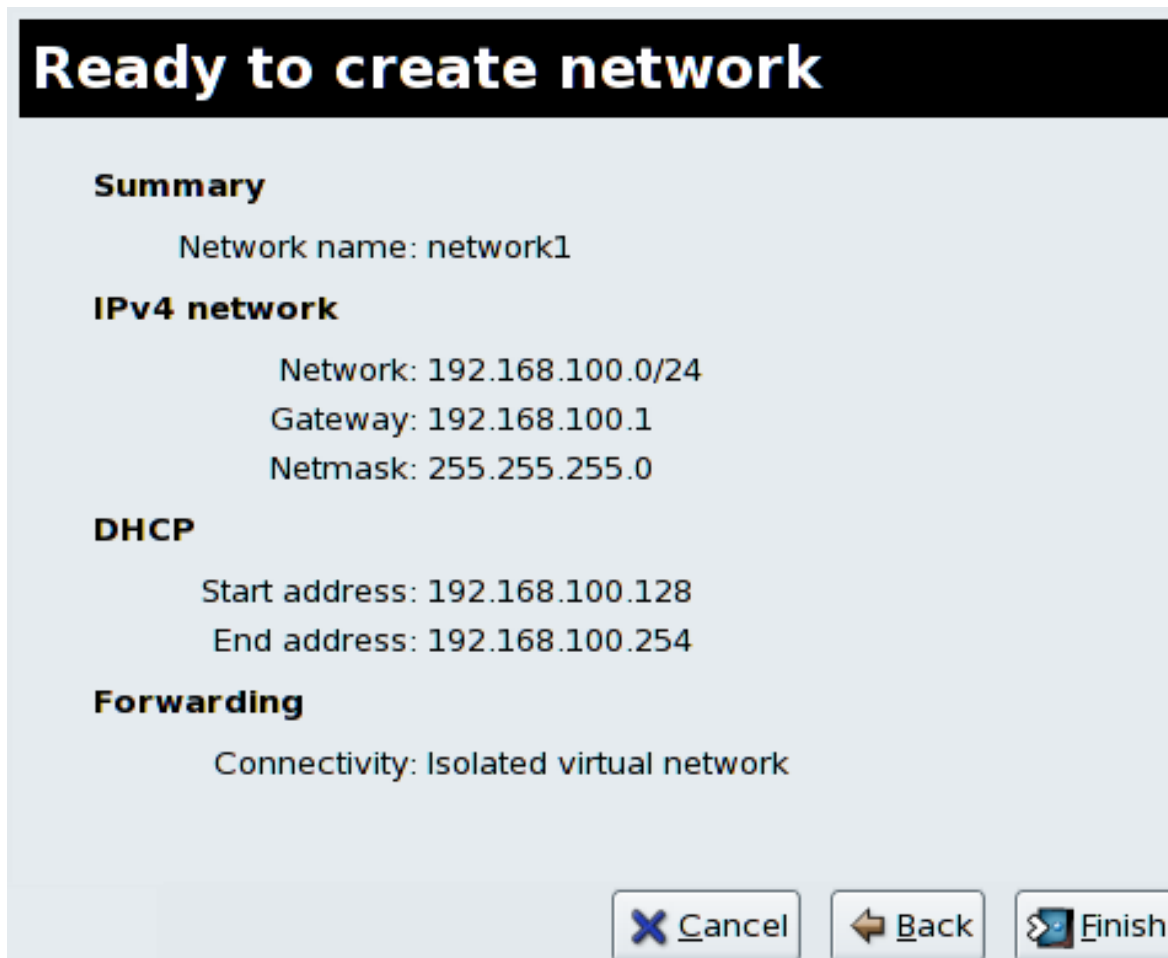 Ready to create network
Summary
Network name: network1
IPv4 network
Network: 192.168.100.0/24
Gateway: 192.168.100.1
Netmask: 255.255.255.0
DHCP
Start address: 192.168.100.128
End address: 192.168.100.254
Forwarding
Connectivity: Isolated virtual network
Cancel Back Finish